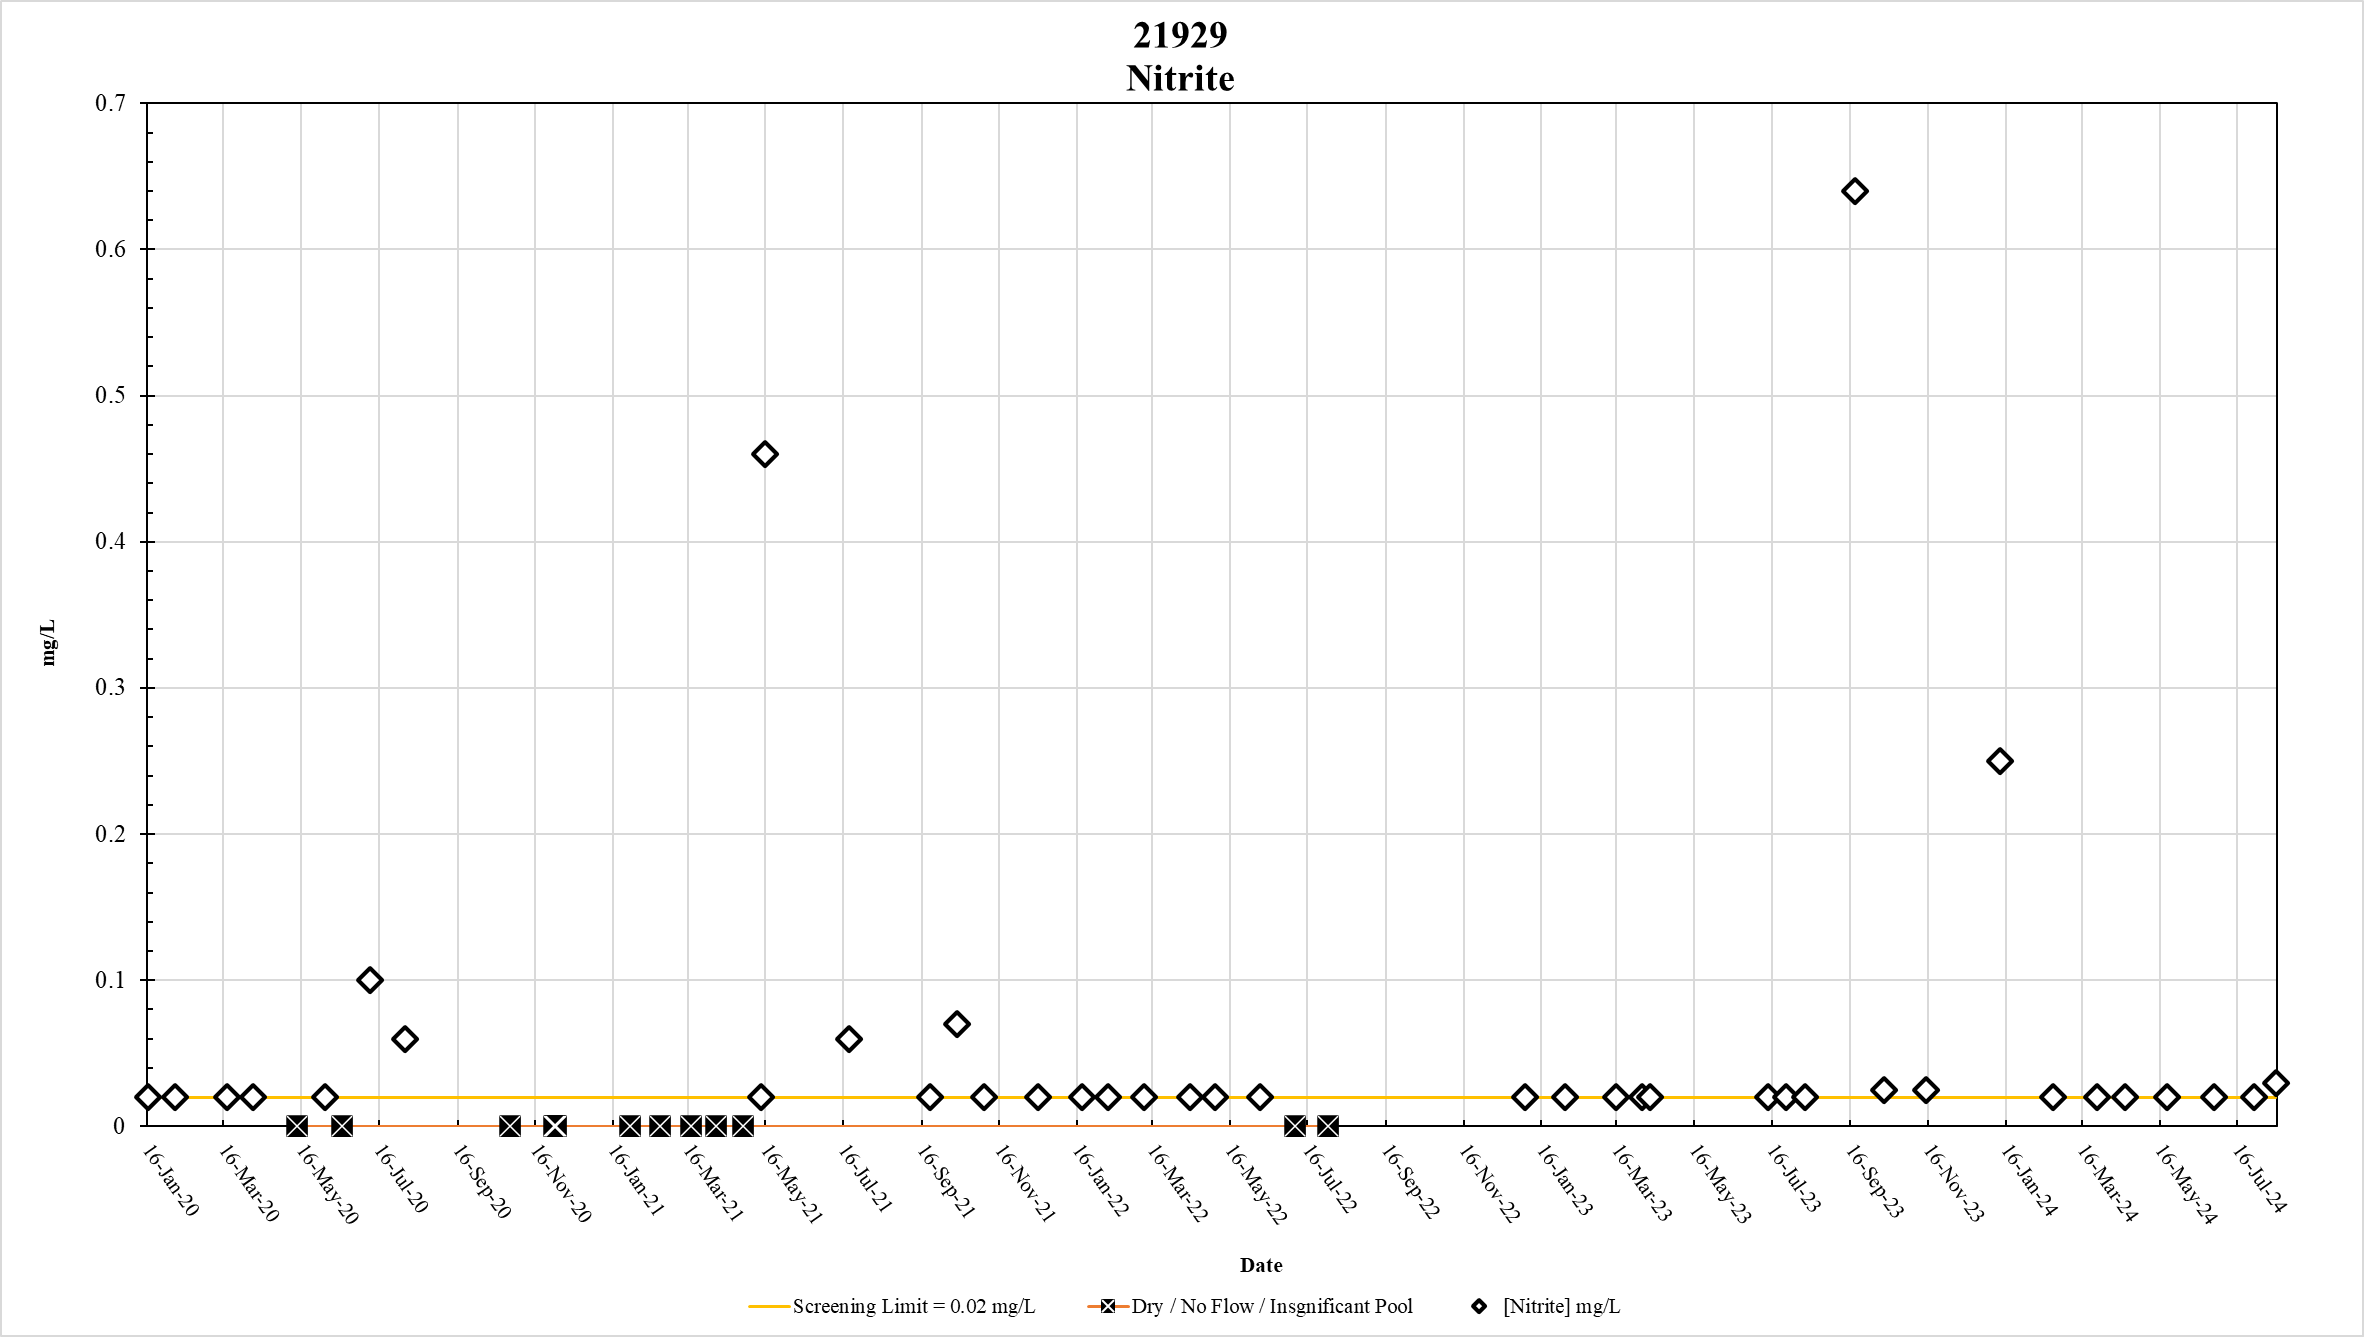 21929
Nitrite
0.7
0.6
0.5
0.4
0.3
0.2
0.1
0
mg/L
16-Jan-20
16-Mar-20
16-May-20
16-Jul-20
16-Sep-20
16-Nov-20
16-Jan-21
16-Mar-21
16-May-21
16-Jul-21
16-Sep-21
16-Nov-21
16-Jan-22
16-Mar-22
16-May-22
16-Jul-22
16-Sep-22
16-Nov-22
16-Jan-23
16-Mar-23
16-May-23
16-Jul-23
16-Sep-23
16-Nov-23
16-Jan-24
16-Mar-24
16-May-24
16-Jul-24
Date
Screening Limit = 0.02 mg/L
Dry / No Flow / Insgnificant Pool
[Nitrite] mg/L